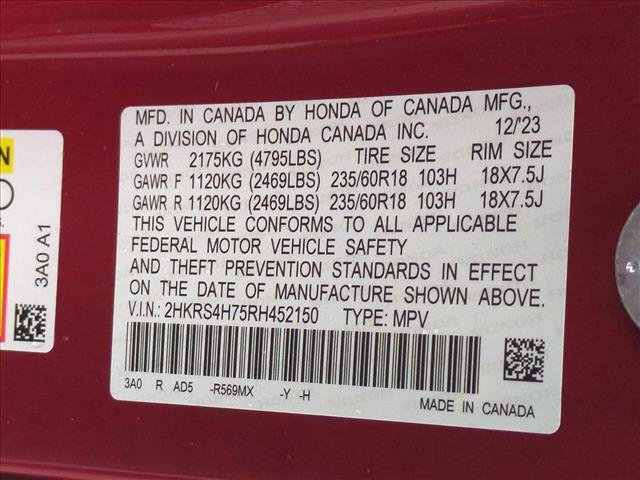 MFD. IN CANADA BY HONDA OF CANADA MFG.,
A DIVISION OF HONDA CANADA INC. 12/'23
GVWR 2175KG (4795LBS) TIRE SIZE RIM SIZE
GAWR F 1120KG (2469LBS) 235/60R18 103H 18X7.5J
GAWR R 1120KG (2469LBS) 235/60R18 103H 18X7.5J
THIS VEHICLE CONFORMS TO ALL APPLICABLE
FEDERAL MOTOR VEHICLE SAFETY
AND THEFT PREVENTION STANDARDS IN EFFECT
ON THE DATE OF MANUFACTURE SHOWN ABOVE.
V.I.N.: 2HKRS4H75RH452150 TYPE: MPV
3A0 R AD5 -R569MX -Y -H
MADE IN CANADA
3A0 A1